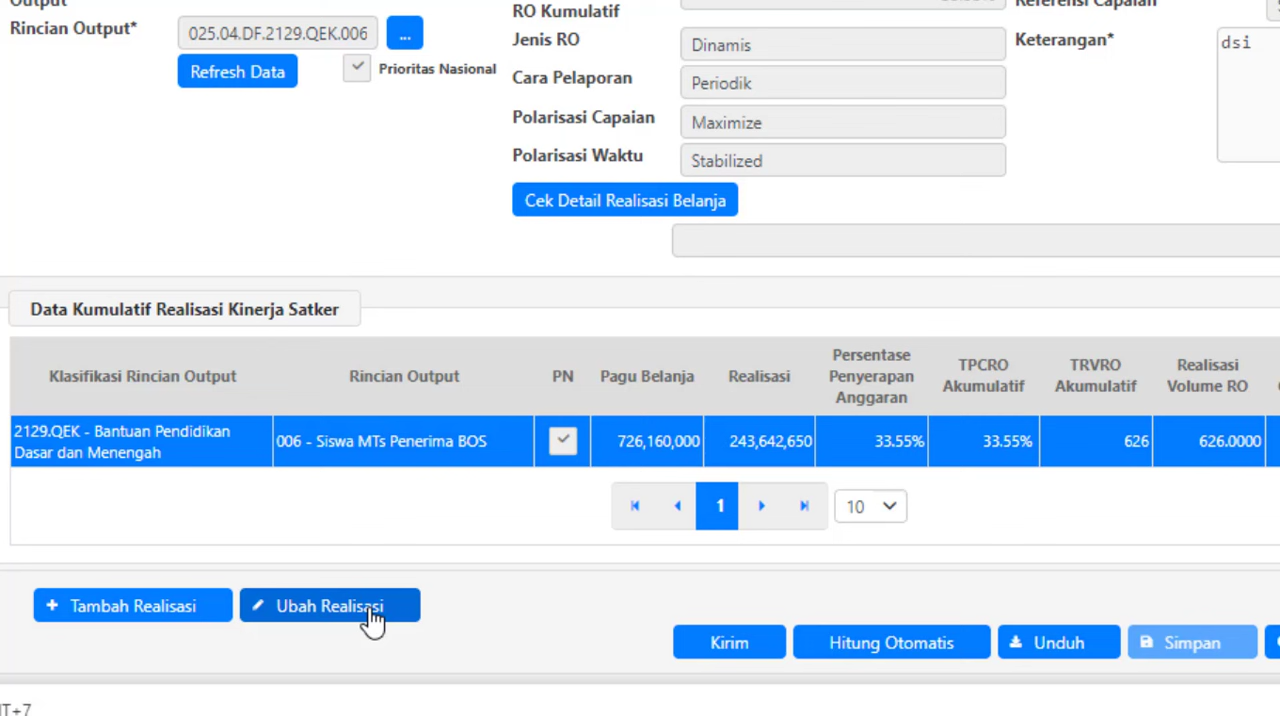 Output
Rincian Output*
025.04.DF.2129.QEK.006
...
Refresh Data
Prioritas Nasional
RO Kumulatif
Jenis RO
Dinamis
Cara Pelaporan
Periodik
Polarisasi Capaian
Maximize
Polarisasi Waktu
Stabilized
Cek Detail Realisasi Belanja
Referensi Capaian
Keterangan*
dsi
Data Kumulatif Realisasi Kinerja Satker
Klasifikasi Rincian Output
Rincian Output
PN
Pagu Belanja
Realisasi
Persentase
Penyerapan
Anggaran
TPCRO
Akumulatif
TRVRO
Akumulatif
Realisasi
Volume RO
2129.QEK - Bantuan Pendidikan
Dasar dan Menengah
006 - Siswa MTs Penerima BOS
726,160,000
243,642,650
33.55%
33.55%
626
626.0000
1
10
Tambah Realisasi
Ubah Realisasi
Kirim
Hitung Otomatis
Unduh
Simpan
T+7